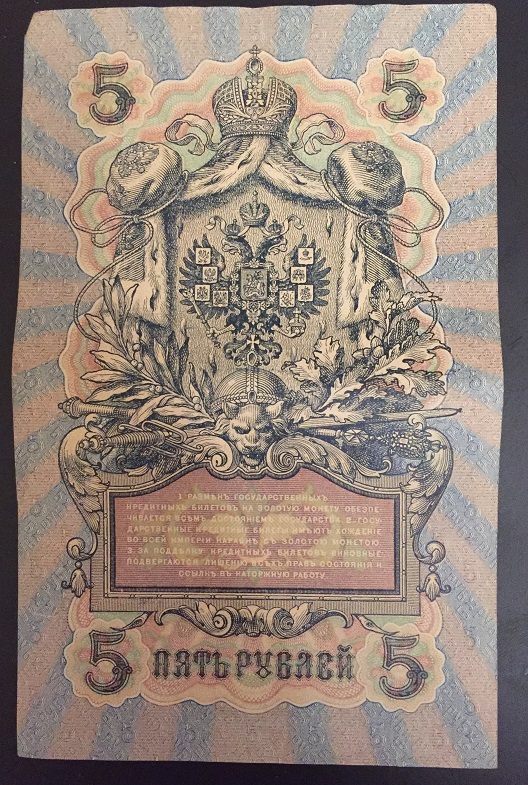 5 5
1. РАЗМѢНЪ ГОСУДАРСТВЕННЫХЪ
КРЕДИТНЫХЪ БИЛЕТОВЪ НА ЗОЛОТУЮ МОНЕТУ ОБЕЗПЕ-
ЧИВАЕТСЯ ВСѢМЪ ДОСТОЯНІЕМЪ ГОСУДАРСТВА. 2. ГОСУ-
ДАРСТВЕННЫЕ КРЕДИТНЫЕ БИЛЕТЫ ИМѢЮТЪ ХОЖДЕНІЕ
ВО ВСЕЙ ИМПЕРІИ НАРАВНѢ СЪ ЗОЛОТОЮ МОНЕТОЮ.
3. ЗА ПОДДѢЛКУ КРЕДИТНЫХЪ БИЛЕТОВЪ ВИНОВНЫЕ
ПОДВЕРГАЮТСЯ ЛИШЕНІЮ ВСѢХЪ ПРАВЪ СОСТОЯНІЯ И
ССЫЛКѢ ВЪ КАТОРЖНУЮ РАБОТУ.
5 ПЯТЬ РУБЛЕЙ 5